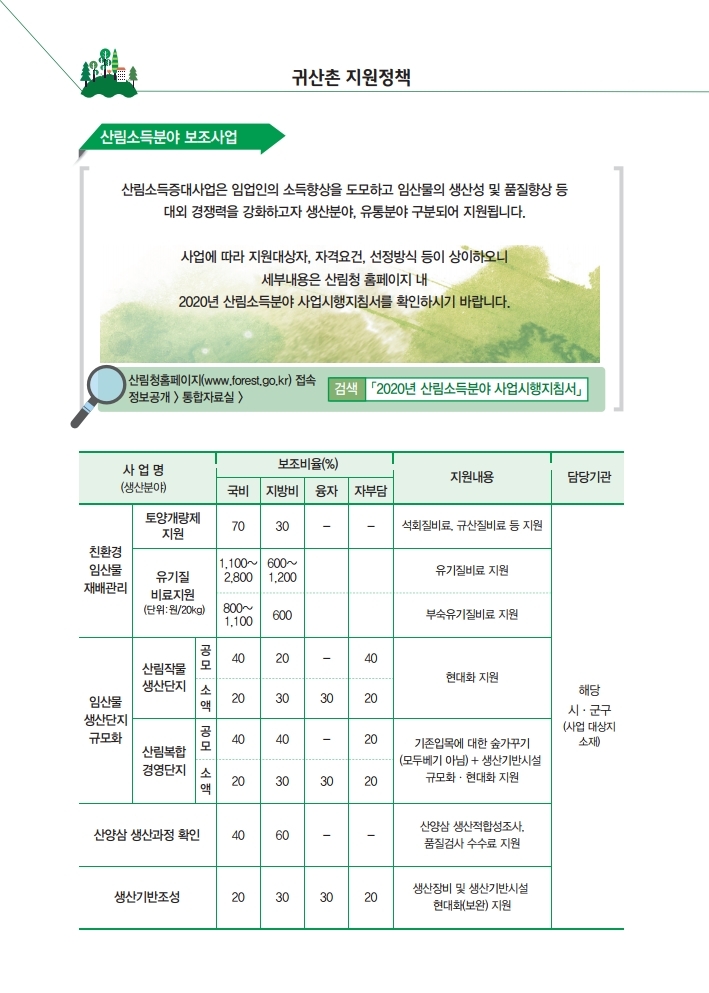 귀산촌 지원정책
산림소득분야 보조사업
산림소득증대사업은 임업인의 소득향상을 도모하고 임산물의 생산성 및 품질향상 등
대외 경쟁력을 강화하고자 생산분야, 유통분야 구분되어 지원됩니다.
사업에 따라 지원대상자, 자격요건, 선정방식 등이 상이하오니
세부내용은 산림청 홈페이지 내
2020년 산림소득분야 사업시행지침서를 확인하시기 바랍니다.
산림청홈페이지(www.forest.go.kr) 접속
정보공개 〉 통합자료실 〉
검색 「2020년 산림소득분야 사업시행지침서」
사 업 명
(생산분야)
보조비율(%)
국비 지방비 융자 자부담
지원내용
담당기관
친환경
임산물
재배관리
토양개량제
지원
70 30 – –
석회질비료, 규산질비료 등 지원
유기질
비료지원
(단위: 원/20kg)
1,100~
2,800
600~
1,200
유기질비료 지원
800~
1,100
600
부숙유기질비료 지원
임산물
생산단지
규모화
산림작물
생산단지
공
모
40 20 – 40
소
액
20 30 30 20
현대화 지원
산림복합
경영단지
공
모
40 40 – 20
소
액
20 30 30 20
기존입목에 대한 숲가꾸기
(모두베기 아님) + 생산기반시설
규모화 · 현대화 지원
산양삼 생산과정 확인
40 60 – –
산양삼 생산적합성조사,
품질검사 수수료 지원
생산기반조성
20 30 30 20
생산장비 및 생산기반시설
현대화(보완) 지원
해당
시 · 군구
(사업 대상지
소재)